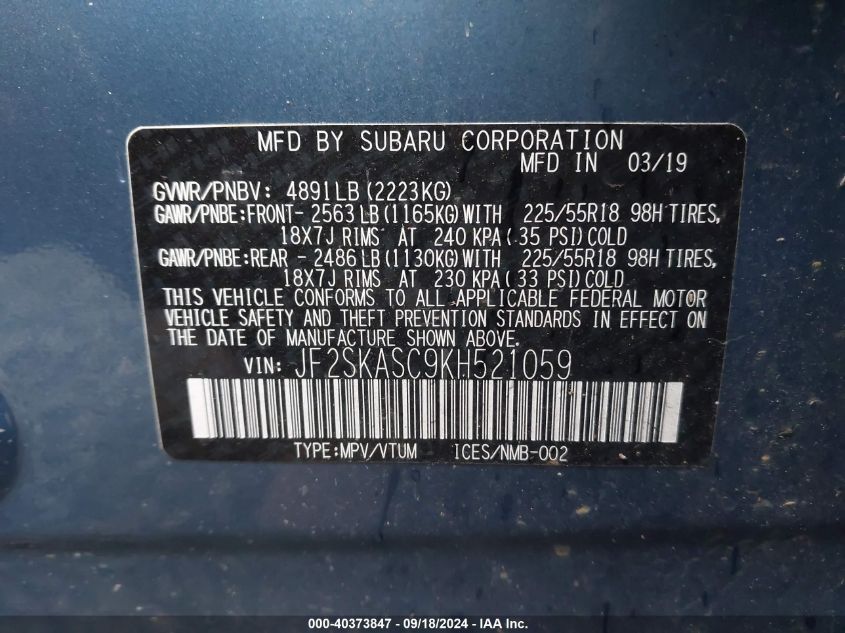 MFD BY SUBARU CORPORATION
MFD IN 03/19
GVWR/PNBV: 4891LB(2223KG)
GAWR/PNBE:FRONT- 2563LB(1165KG)WITH 225/55R18 98H TIRES,
18X7J RIMS AT 240 KPA( 35 PSI)COLD
GAWR/PNBE:REAR - 2486LB(1130KG)WITH 225/55R18 98H TIRES,
18X7J RIMS AT 230 KPA( 33 PSI)COLD
THIS VEHICLE CONFORMS TO ALL APPLICABLE FEDERAL MOTOR
VEHICLE SAFETY AND THEFT PREVENTION STANDARDS IN EFFECT ON
THE DATE OF MANUFACTURE SHOWN ABOVE.
VIN: JF2SKASC9KH521059
TYPE:MPV/VTUM ICES/NMB-002
000-40373847 - 09/18/2024 - IAA Inc.